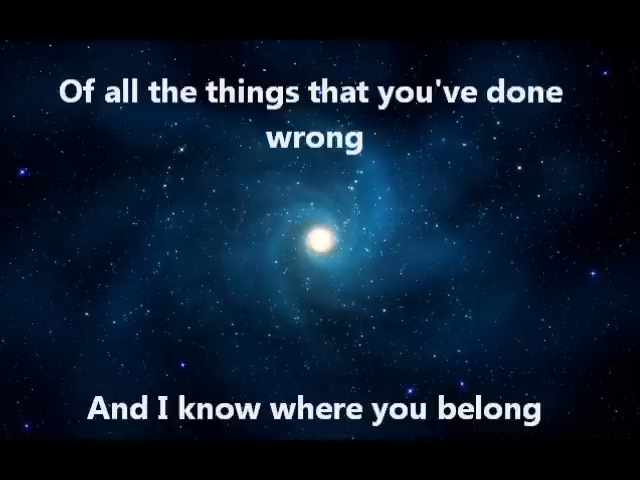 Of all the things that you've done
wrong
And I know where you belong